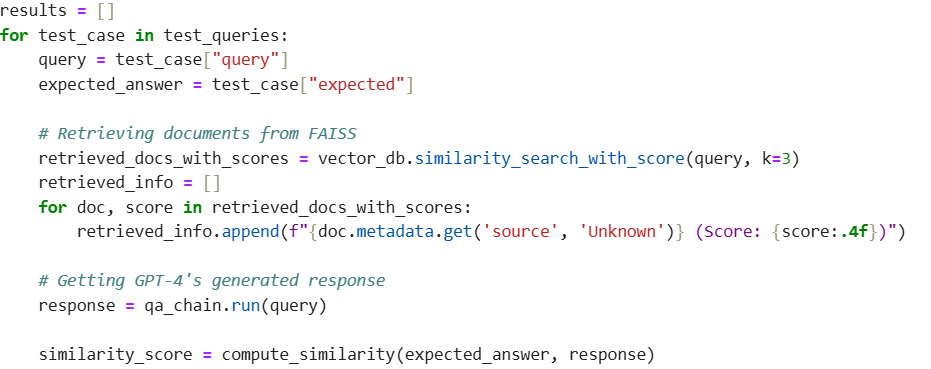 results = []
for test_case in test_queries:
    query = test_case["query"]
    expected_answer = test_case["expected"]

    # Retrieving documents from FAISS
    retrieved_docs_with_scores = vector_db.similarity_search_with_score(query, k=3)
    retrieved_info = []
    for doc, score in retrieved_docs_with_scores:
        retrieved_info.append(f"{doc.metadata.get('source', 'Unknown')} (Score: {score:.4f})")

    # Getting GPT-4's generated response
    response = qa_chain.run(query)

    similarity_score = compute_similarity(expected_answer, response)